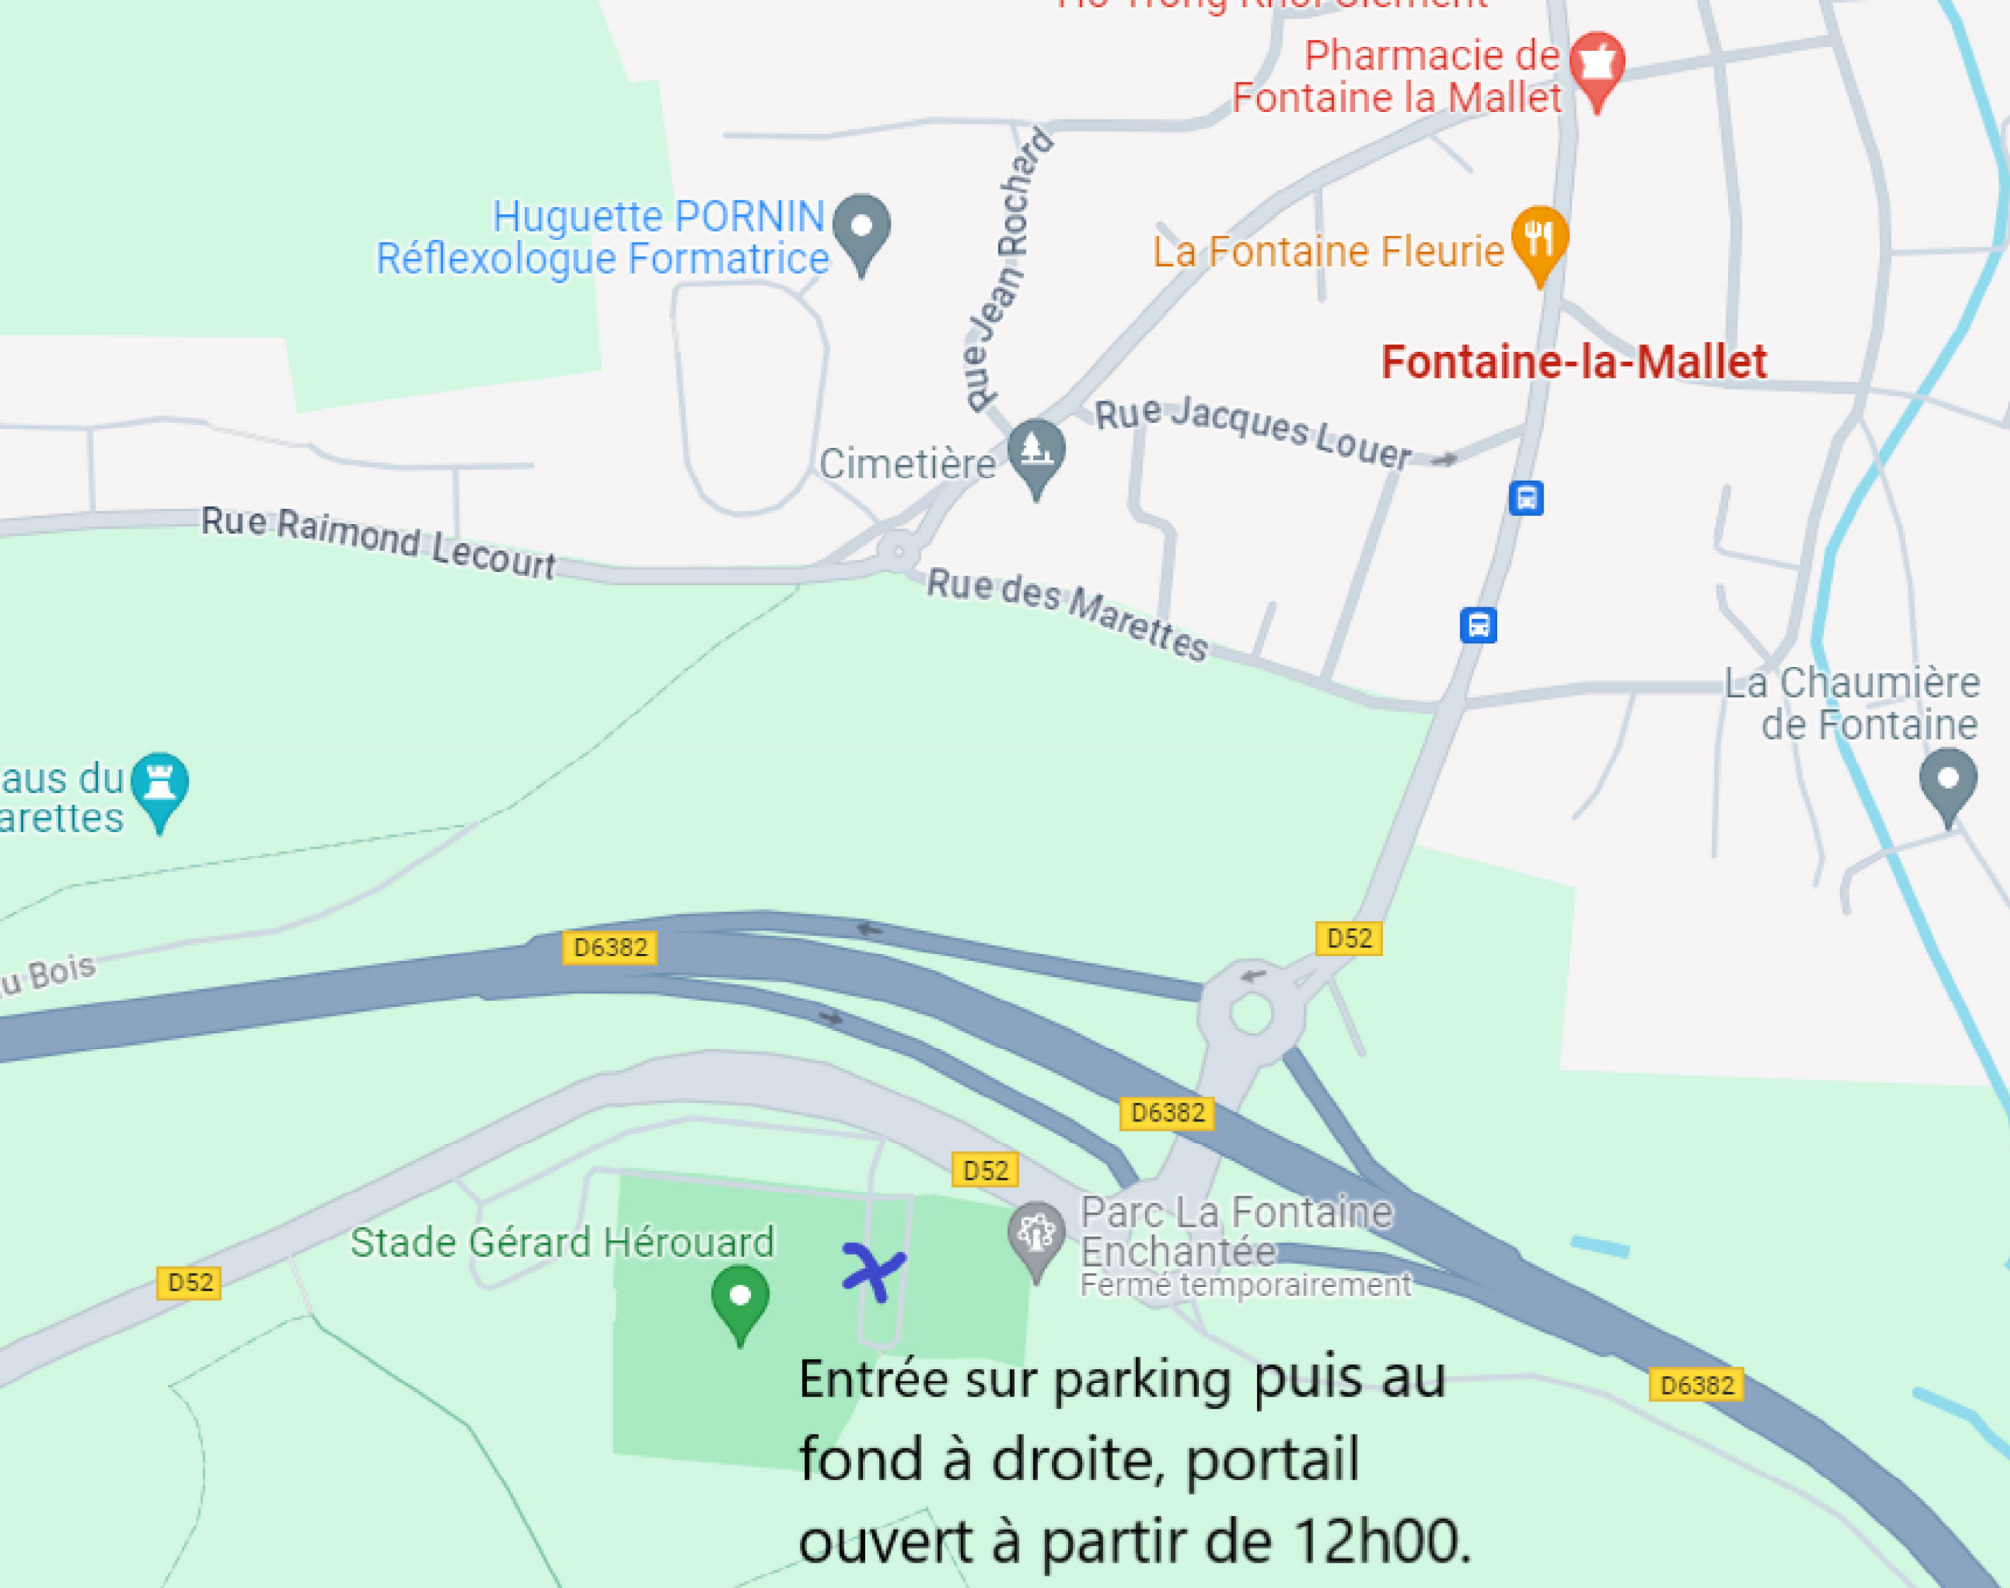 Pharmacie de
Fontaine la Mallet
Huguette PORNIN
Réflexologue Formatrice
Rue Jean Rochard
La Fontaine Fleurie
Fontaine-la-Mallet
Rue Jacques Louer
Cimetière
Rue Raimond Lecourt
Rue des Marettes
La Chaumière
de Fontaine
aus du
arettes
D52
D6382
u Bois
D6382
D52
Parc La Fontaine
Enchantée
Fermé temporairement
Stade Gérard Hérouard
D52
D6382
Entrée sur parking puis au
fond à droite, portail
ouvert à partir de 12h00.